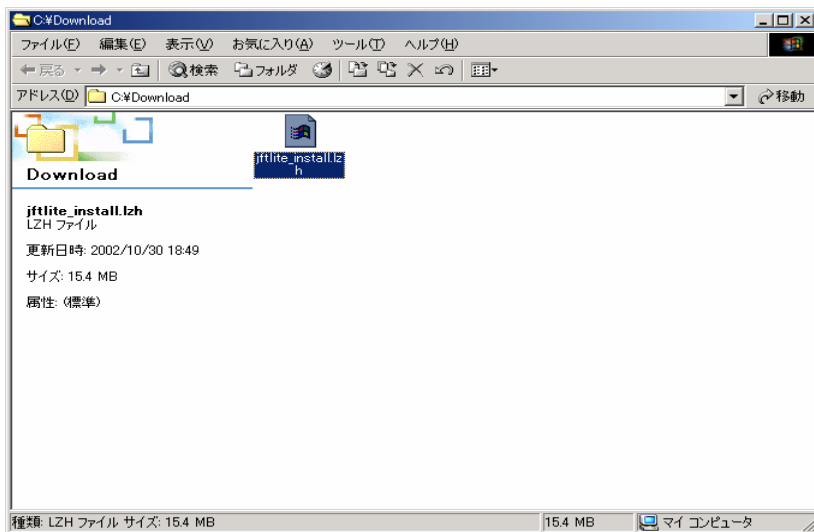 C:¥Download
ファイル(F) 編集(E) 表示(V) お気に入り(A) ツール(T) ヘルプ(H)
戻る 検索 フォルダ
アドレス(D) C:¥Download 移動
jftlite_install.lz
h
Download
jftlite_install.lzh
LZH ファイル
更新日時: 2002/10/30 18:49
サイズ: 15.4 MB
属性: (標準)
種類: LZH ファイル サイズ: 15.4 MB 15.4 MB マイ コンピュータ